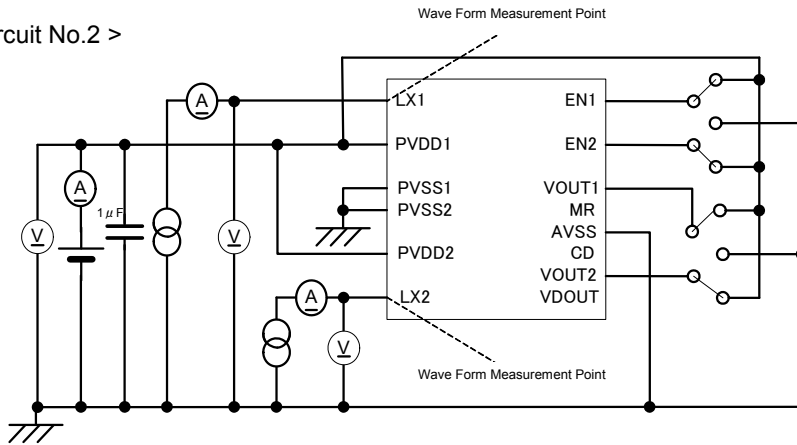 Wave Form Measurement Point
rcuit No.2 >
A
LX1
EN1
PVDD1
EN2
A
1μF
PVSS1
VOUT1
PVSS2
MR
V
V
AVSS
PVDD2
CD
VOUT2
A
LX2
VDOUT
V
Wave Form Measurement Point